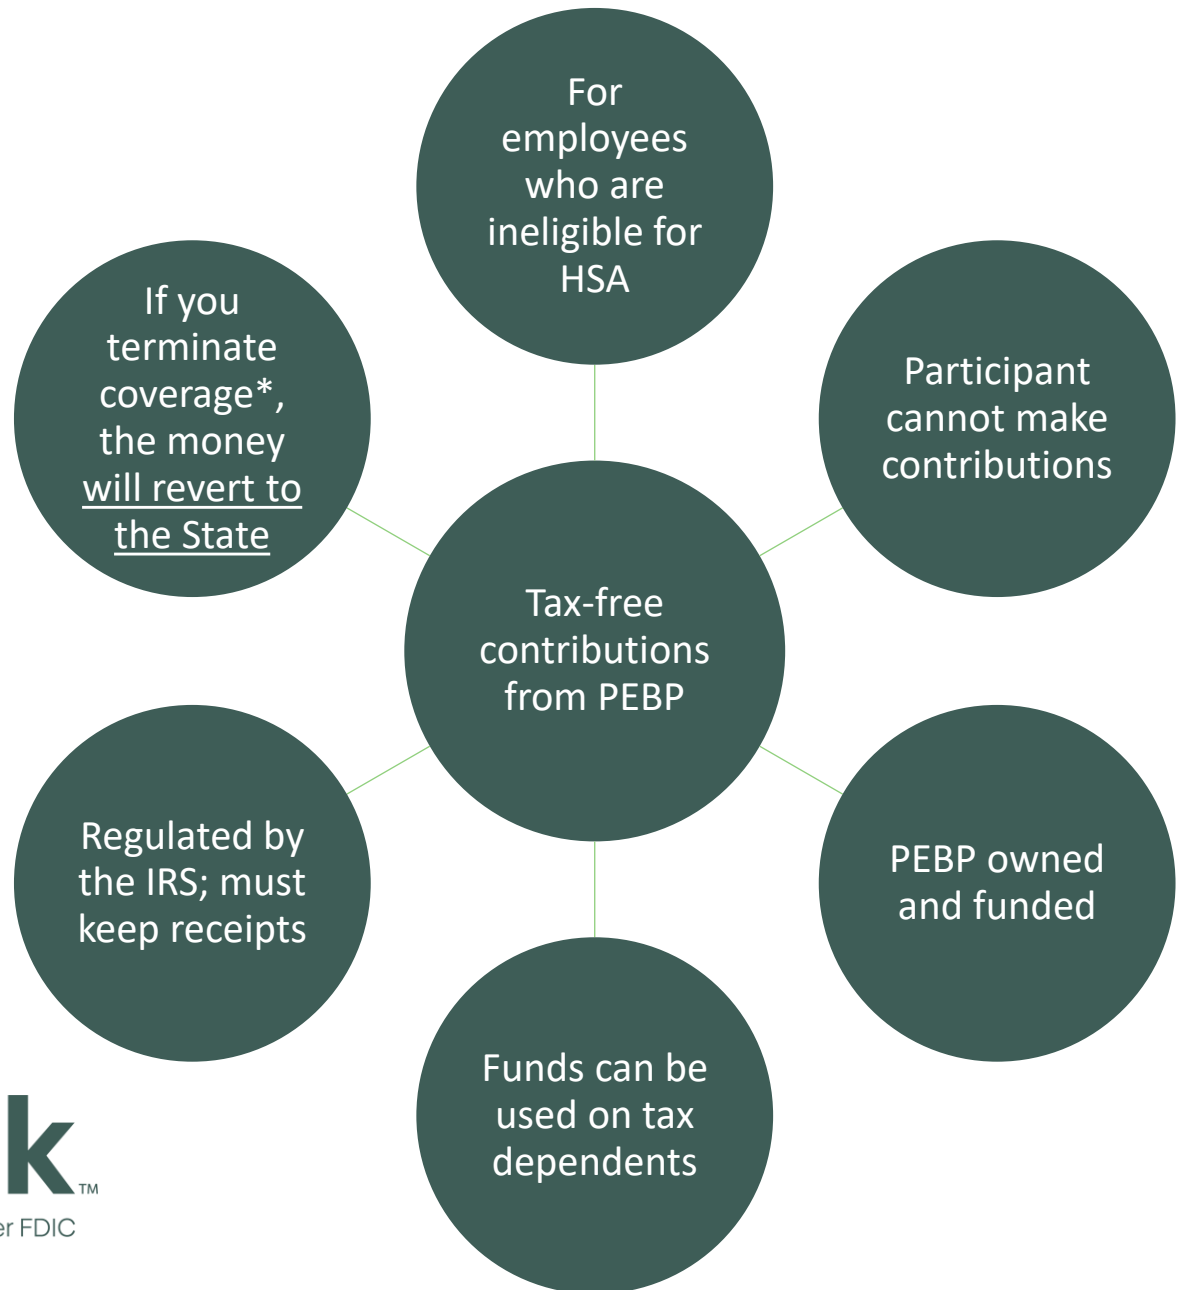 For
employees
who are
ineligible for
HSA
If you
terminate
coverage*,
the money
will revert to
the State
Participant
cannot make
contributions
Tax-free
contributions
from PEBP
Regulated by
the IRS; must
keep receipts
PEBP owned
and funded
Funds can be
used on tax
dependents
k™
er FDIC